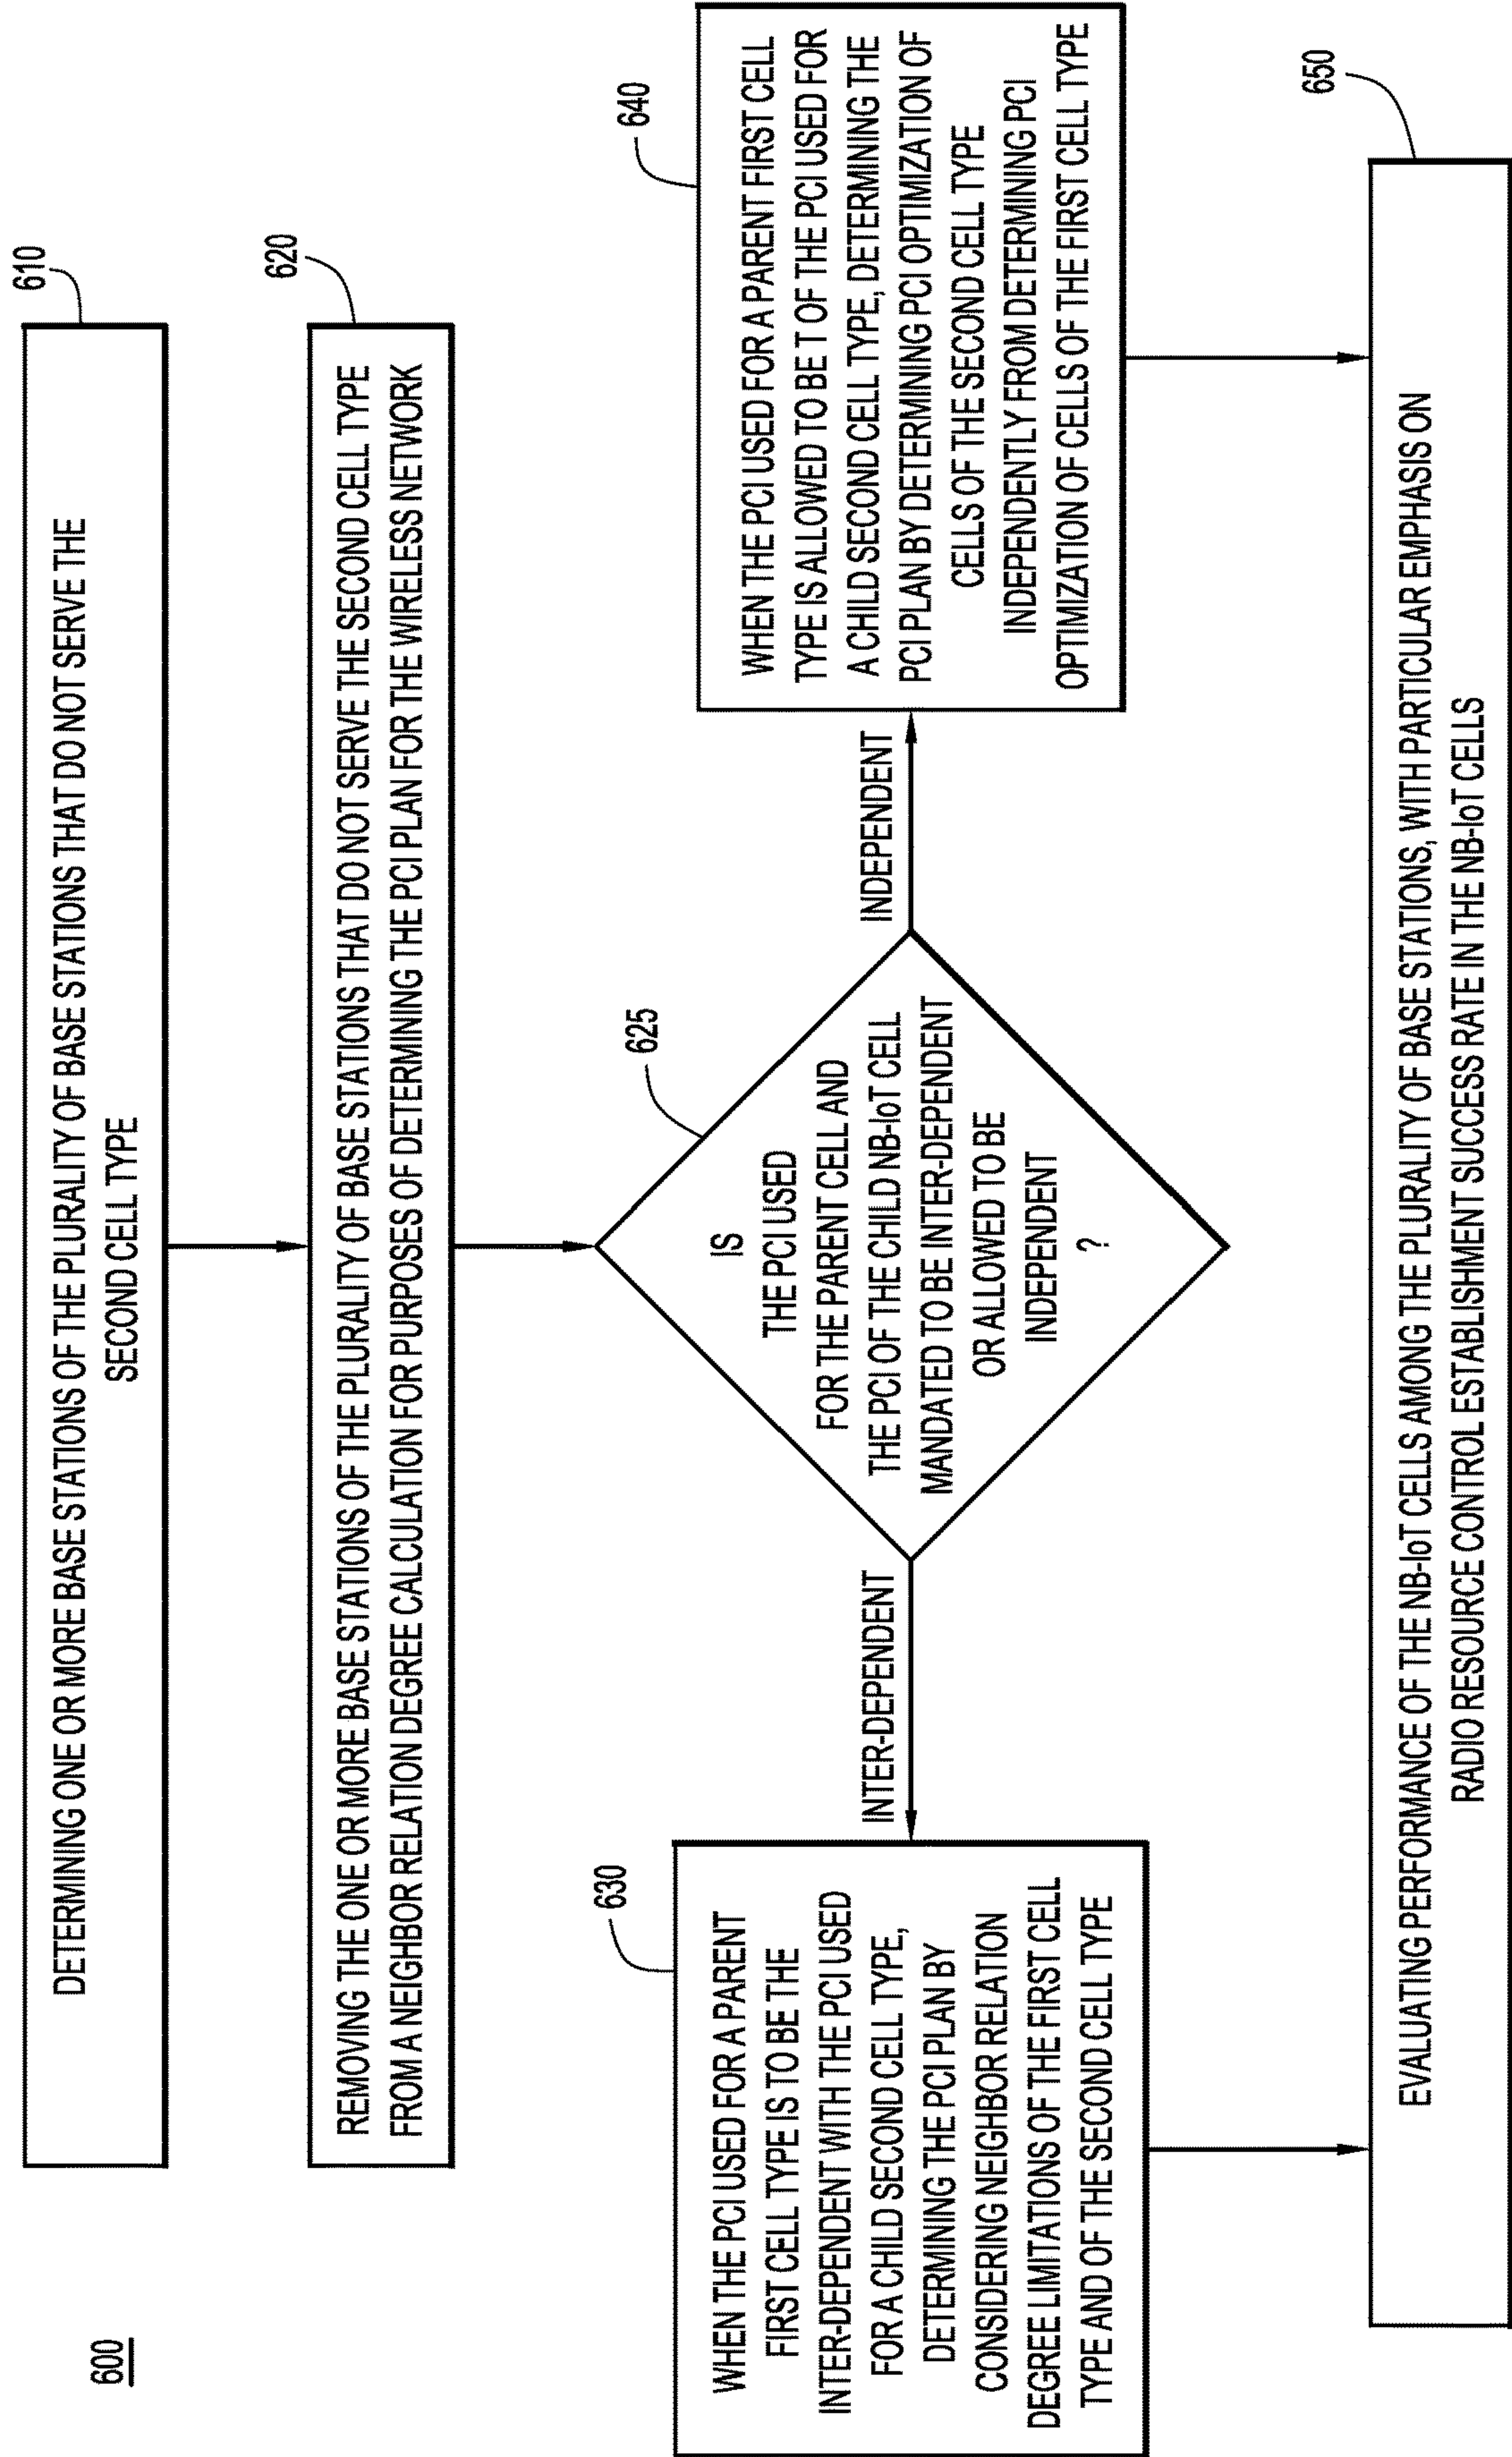 600
610
DETERMINING ONE OR MORE BASE STATIONS OF THE PLURALITY OF BASE STATIONS THAT DO NOT SERVE THE
SECOND CELL TYPE
620
REMOVING THE ONE OR MORE BASE STATIONS OF THE PLURALITY OF BASE STATIONS THAT DO NOT SERVE THE SECOND CELL TYPE
FROM A NEIGHBOR RELATION DEGREE CALCULATION FOR PURPOSES OF DETERMINING THE PCI PLAN FOR THE WIRELESS NETWORK
625
IS
THE PCI USED
FOR THE PARENT CELL AND
THE PCI OF THE CHILD NB-IoT CELL
MANDATED TO BE INTER-DEPENDENT
OR ALLOWED TO BE
INDEPENDENT
?
INTER-DEPENDENT
INDEPENDENT
630
WHEN THE PCI USED FOR A PARENT
FIRST CELL TYPE IS TO BE THE
INTER-DEPENDENT WITH THE PCI USED
FOR A CHILD SECOND CELL TYPE,
DETERMINING THE PCI PLAN BY
CONSIDERING NEIGHBOR RELATION
DEGREE LIMITATIONS OF THE FIRST CELL
TYPE AND OF THE SECOND CELL TYPE
640
WHEN THE PCI USED FOR A PARENT FIRST CELL
TYPE IS ALLOWED TO BE T OF THE PCI USED FOR
A CHILD SECOND CELL TYPE, DETERMINING THE
PCI PLAN BY DETERMINING PCI OPTIMIZATION OF
CELLS OF THE SECOND CELL TYPE
INDEPENDENTLY FROM DETERMINING PCI
OPTIMIZATION OF CELLS OF THE FIRST CELL TYPE
650
EVALUATING PERFORMANCE OF THE NB-IoT CELLS AMONG THE PLURALITY OF BASE STATIONS, WITH PARTICULAR EMPHASIS ON
RADIO RESOURCE CONTROL ESTABLISHMENT SUCCESS RATE IN THE NB-IoT CELLS